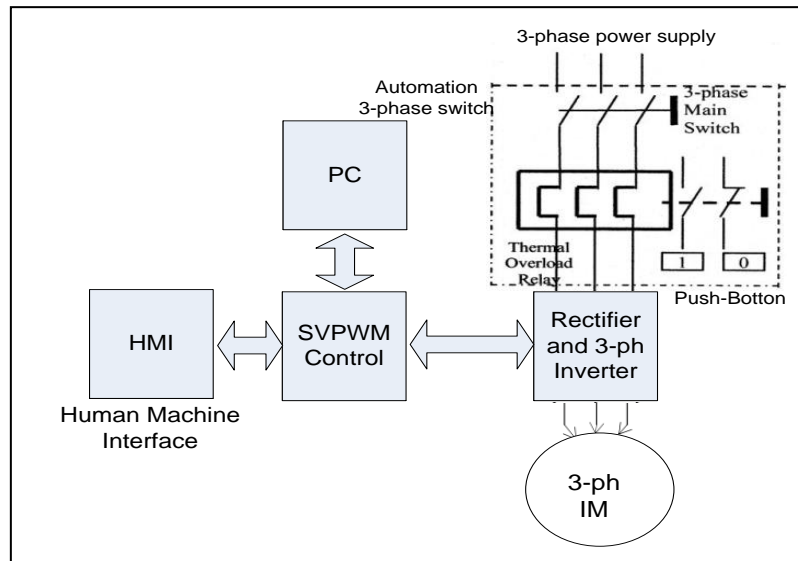 3-phase power supply
Automation
3-phase switch
3-phase
Main
Switch
PC
Thermal
Overload
Relay
1
0
Push-Botton
HMI
SVPWM
Control
Rectifier
and 3-ph
Inverter
Human Machine
Interface
3-ph
IM